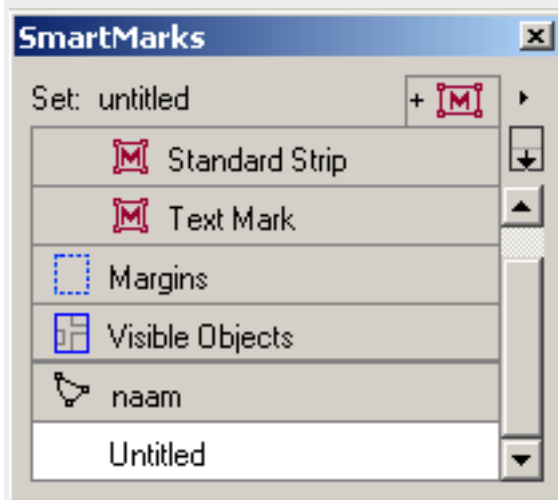 SmartMarks
Set: untitled
+ M
M Standard Strip
M Text Mark
Margins
Visible Objects
naam
Untitled